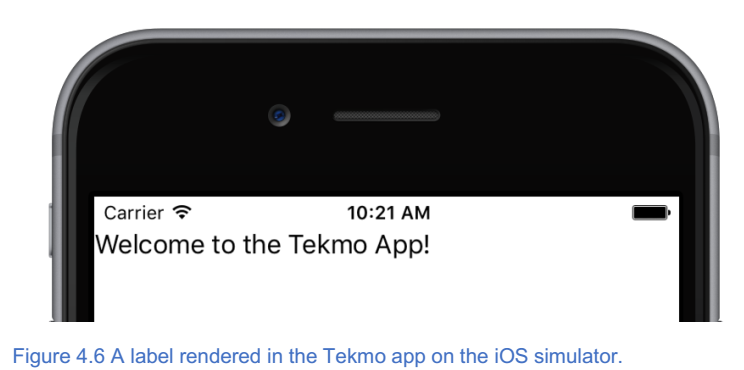 Carrier 10:21 AM
Welcome to the Tekmo App!
Figure 4.6 A label rendered in the Tekmo app on the iOS simulator.